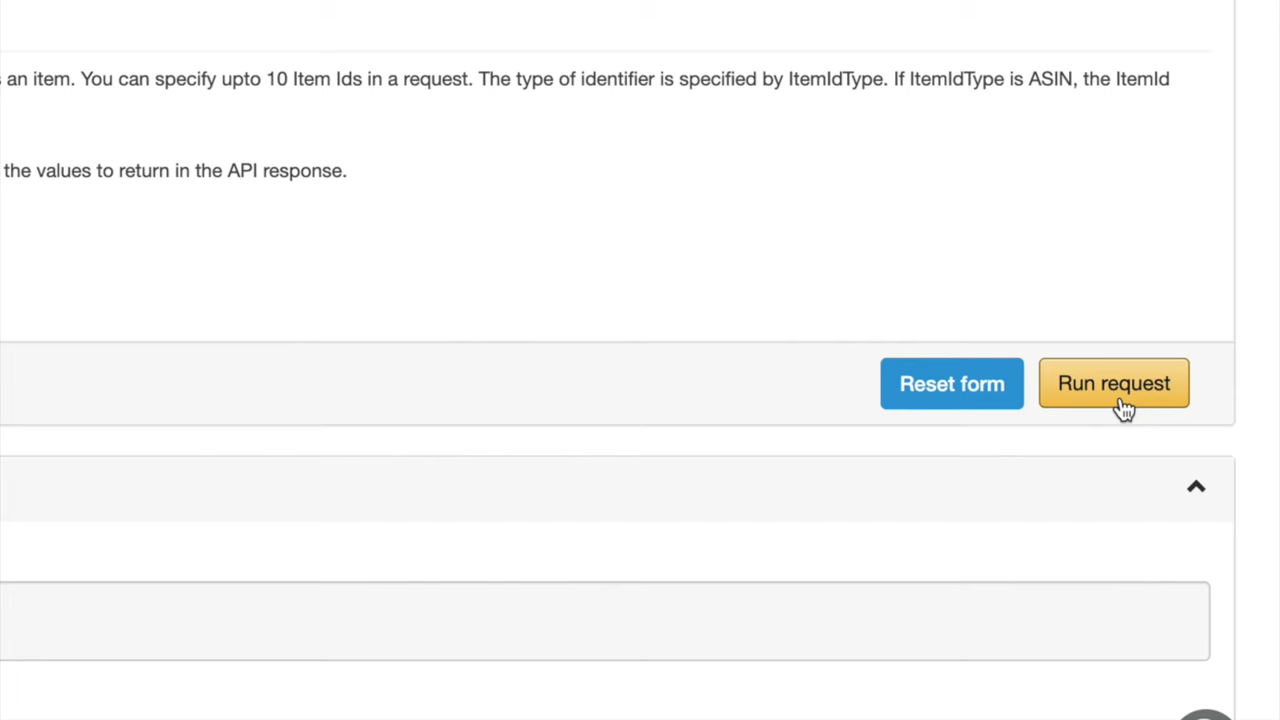 an item. You can specify upto 10 Item Ids in a request. The type of identifier is specified by ItemIdType. If ItemIdType is ASIN, the ItemId
the values to return in the API response.
Reset form
Run request